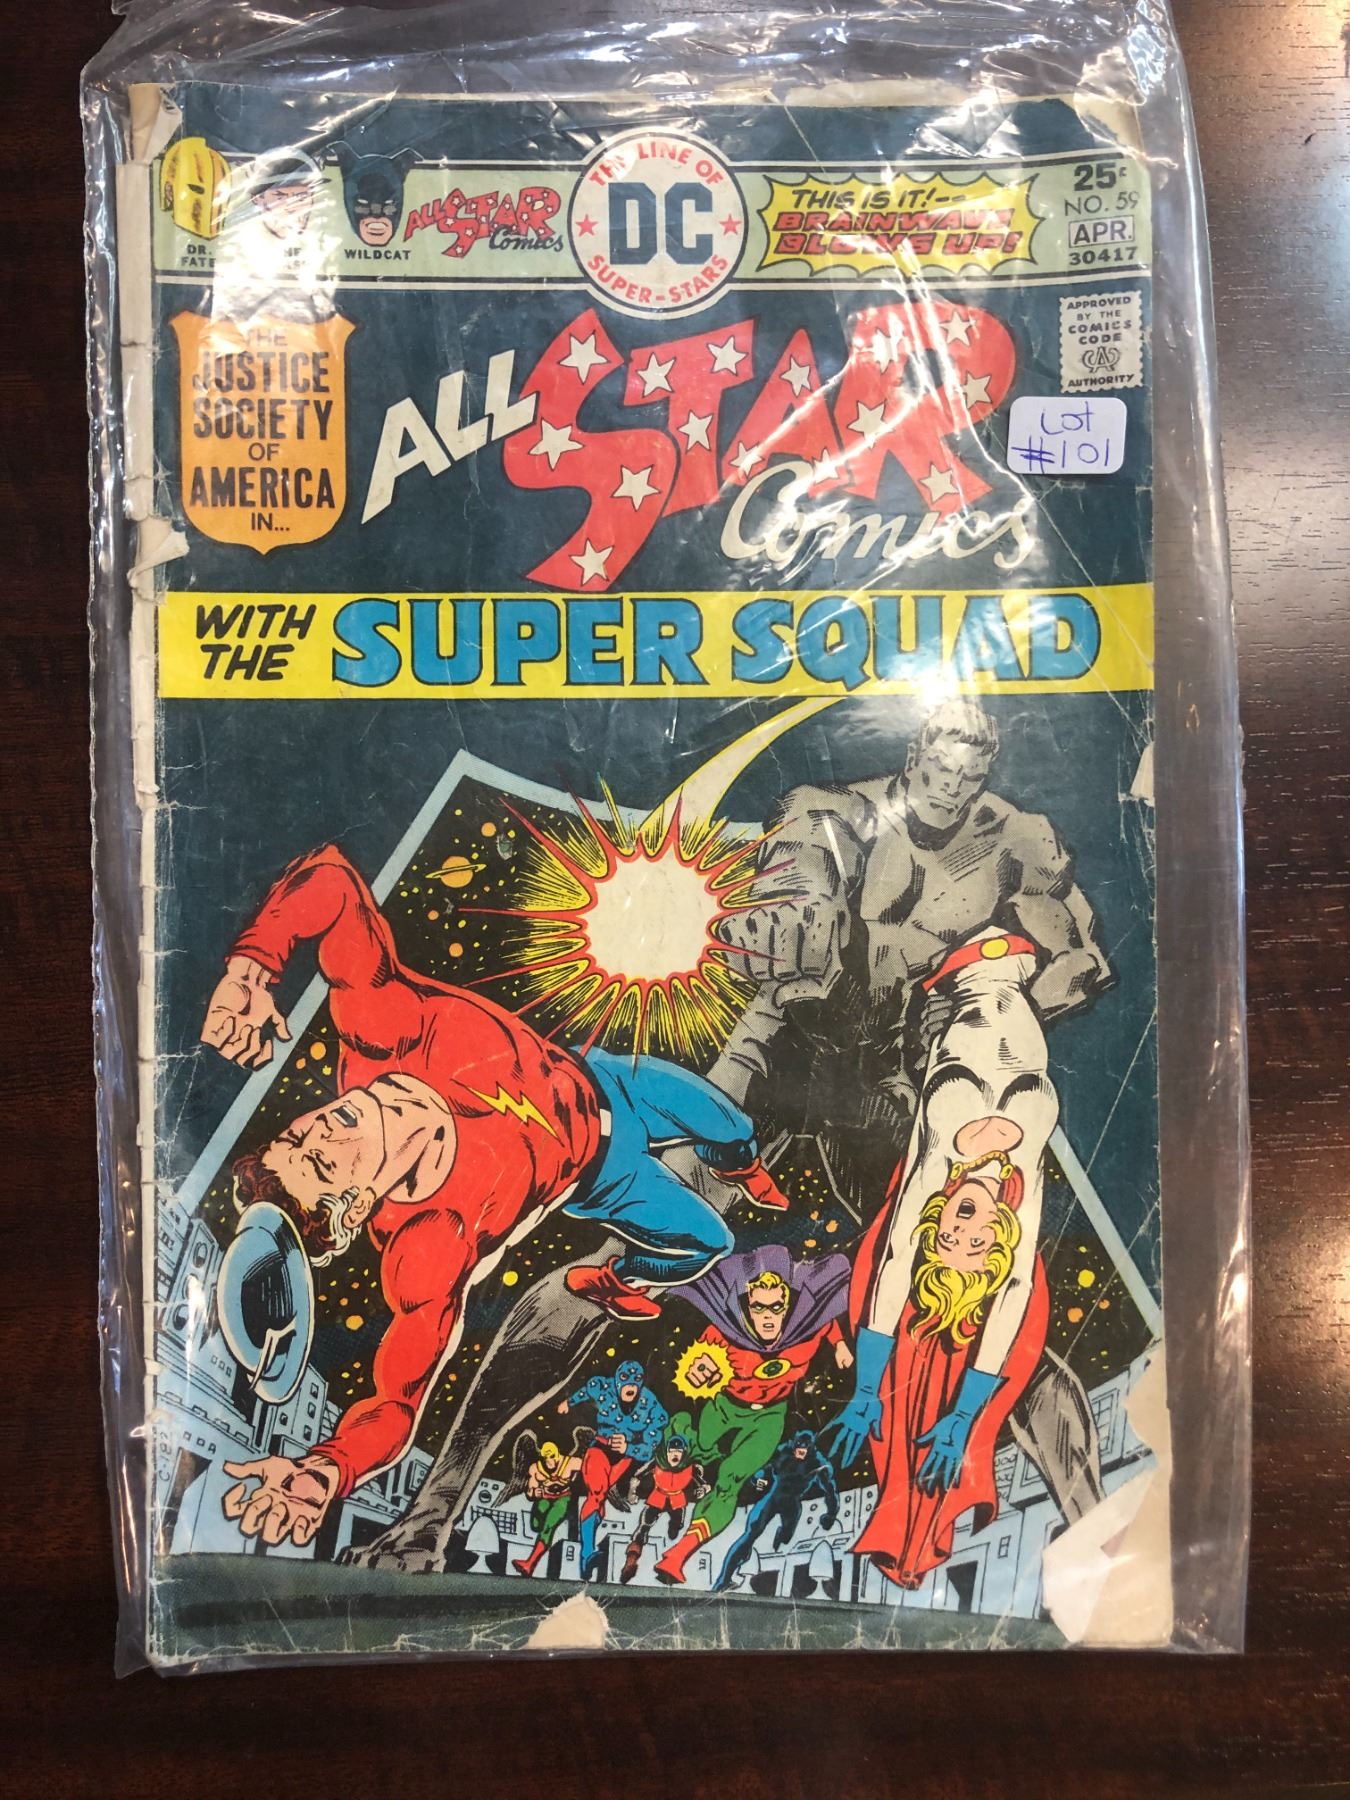 THE LINE OF
DC
SUPER-STARS
DR.
FATE
WILDCAT
ALL STAR
Comics
THIS IS IT!--
BRAINWAVE
BLOWS UP!
25¢
NO. 59
APR.
30417
APPROVED
BY THE
COMICS
CODE
CA
AUTHORITY
THE
JUSTICE
SOCIETY
OF
AMERICA
IN...
ALL STAR
Comics
Lot
#101
WITH
THE
SUPER SQUAD
C-1825